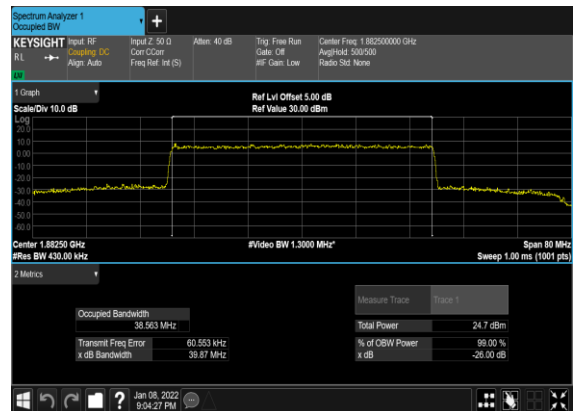 Spectrum Analyzer 1
Occupied BW
+
KEYSIGHT Input: RF Input Z: 50 Ω Atten: 40 dB Trig: Free Run Center Freq: 1.882500000 GHz
RL Coupling: DC Corr CCorr Gate: Off Avg|Hold: 500/500
Align: Auto Freq Ref: Int (S) #IF Gain: Low Radio Std: None
LW
1 Graph Ref Lvl Offset 5.00 dB
Scale/Div 10.0 dB Ref Value 30.00 dBm
Log
20.0
10.0
0.00
-10.0
-20.0
-30.0
-40.0
-50.0
-60.0
Center 1.88250 GHz #Video BW 1.3000 MHz* Span 80 MHz
#Res BW 430.00 kHz Sweep 1.00 ms (1001 pts)
2 Metrics
Measure Trace Trace 1
Occupied Bandwidth
38.563 MHz Total Power 24.7 dBm
Transmit Freq Error 60.553 kHz % of OBW Power 99.00 %
x dB Bandwidth 39.87 MHz x dB -26.00 dB
? Jan 08, 2022
9:04:27 PM